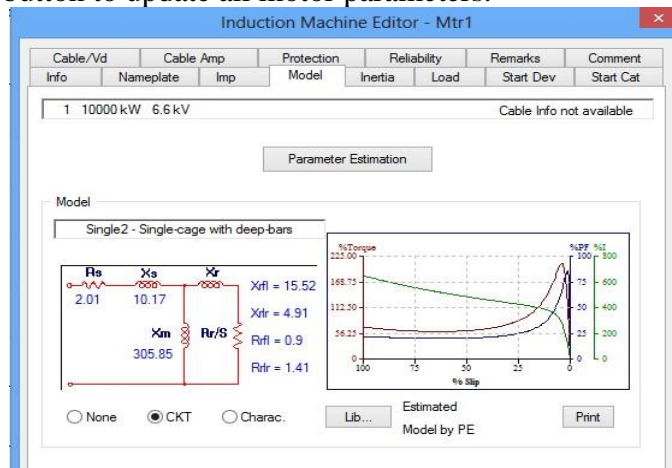 button to update all motor parameters.
Induction Machine Editor - Mtr1
Cable/Vd Cable Amp Protection Reliability Remarks Comment
Info Nameplate Imp Model Inertia Load Start Dev Start Cat
1 10000 kW 6.6 kV Cable Info not available
Parameter Estimation
Model
Single2 - Single-cage with deep-bars
Rs Xs Xr
2.01 10.17
Xm Rr/S
305.85
Xrfl = 15.52
Xrlr = 4.91
Rrfl = 0.9
Rrlr = 1.41
%Torque %PF %I
225.00 100 800
168.75 75 600
112.50 50 400
56.25 25 200
0 0 0
100 75 50 25 0
% Slip
None CKT Charac. Lib... Estimated
Model by PE
Print